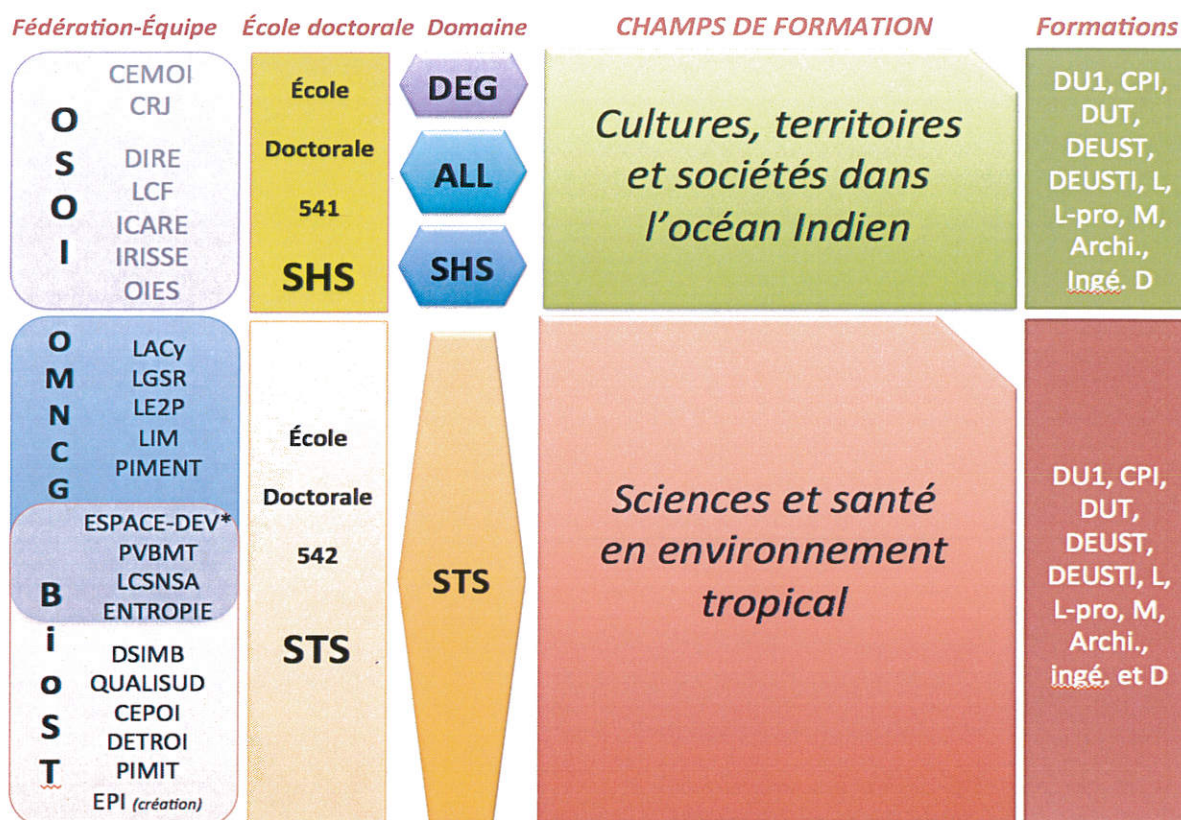 Fédération-Équipe École doctorale Domaine CHAMPS DE FORMATION Formations
O
S
O
I
CEMOI
CRJ
DIRE
LCF
ICARE
IRISSE
OIES
École
Doctorale
541
SHS
DEG
ALL
SHS
Cultures, territoires
et sociétés dans
l'océan Indien
DU1, CPI,
DUT,
DEUST,
DEUSTI, L,
L-pro, M,
Archi.,
Ingé. D
O
M
N
C
G
LACy
LGSR
LE2P
LIM
PIMENT
ESPACE-DEV*
PVBMT
LCSNSA
ENTROPIE
B
i
o
S
T
DSIMB
QUALISUD
CEPOI
DETROI
PIMIT
EPI (création)
École
Doctorale
542
STS
STS
Sciences et santé
en environnement
tropical
DU1, CPI,
DUT,
DEUST,
DEUSTI, L,
L-pro, M,
Archi.,
ingé. et D